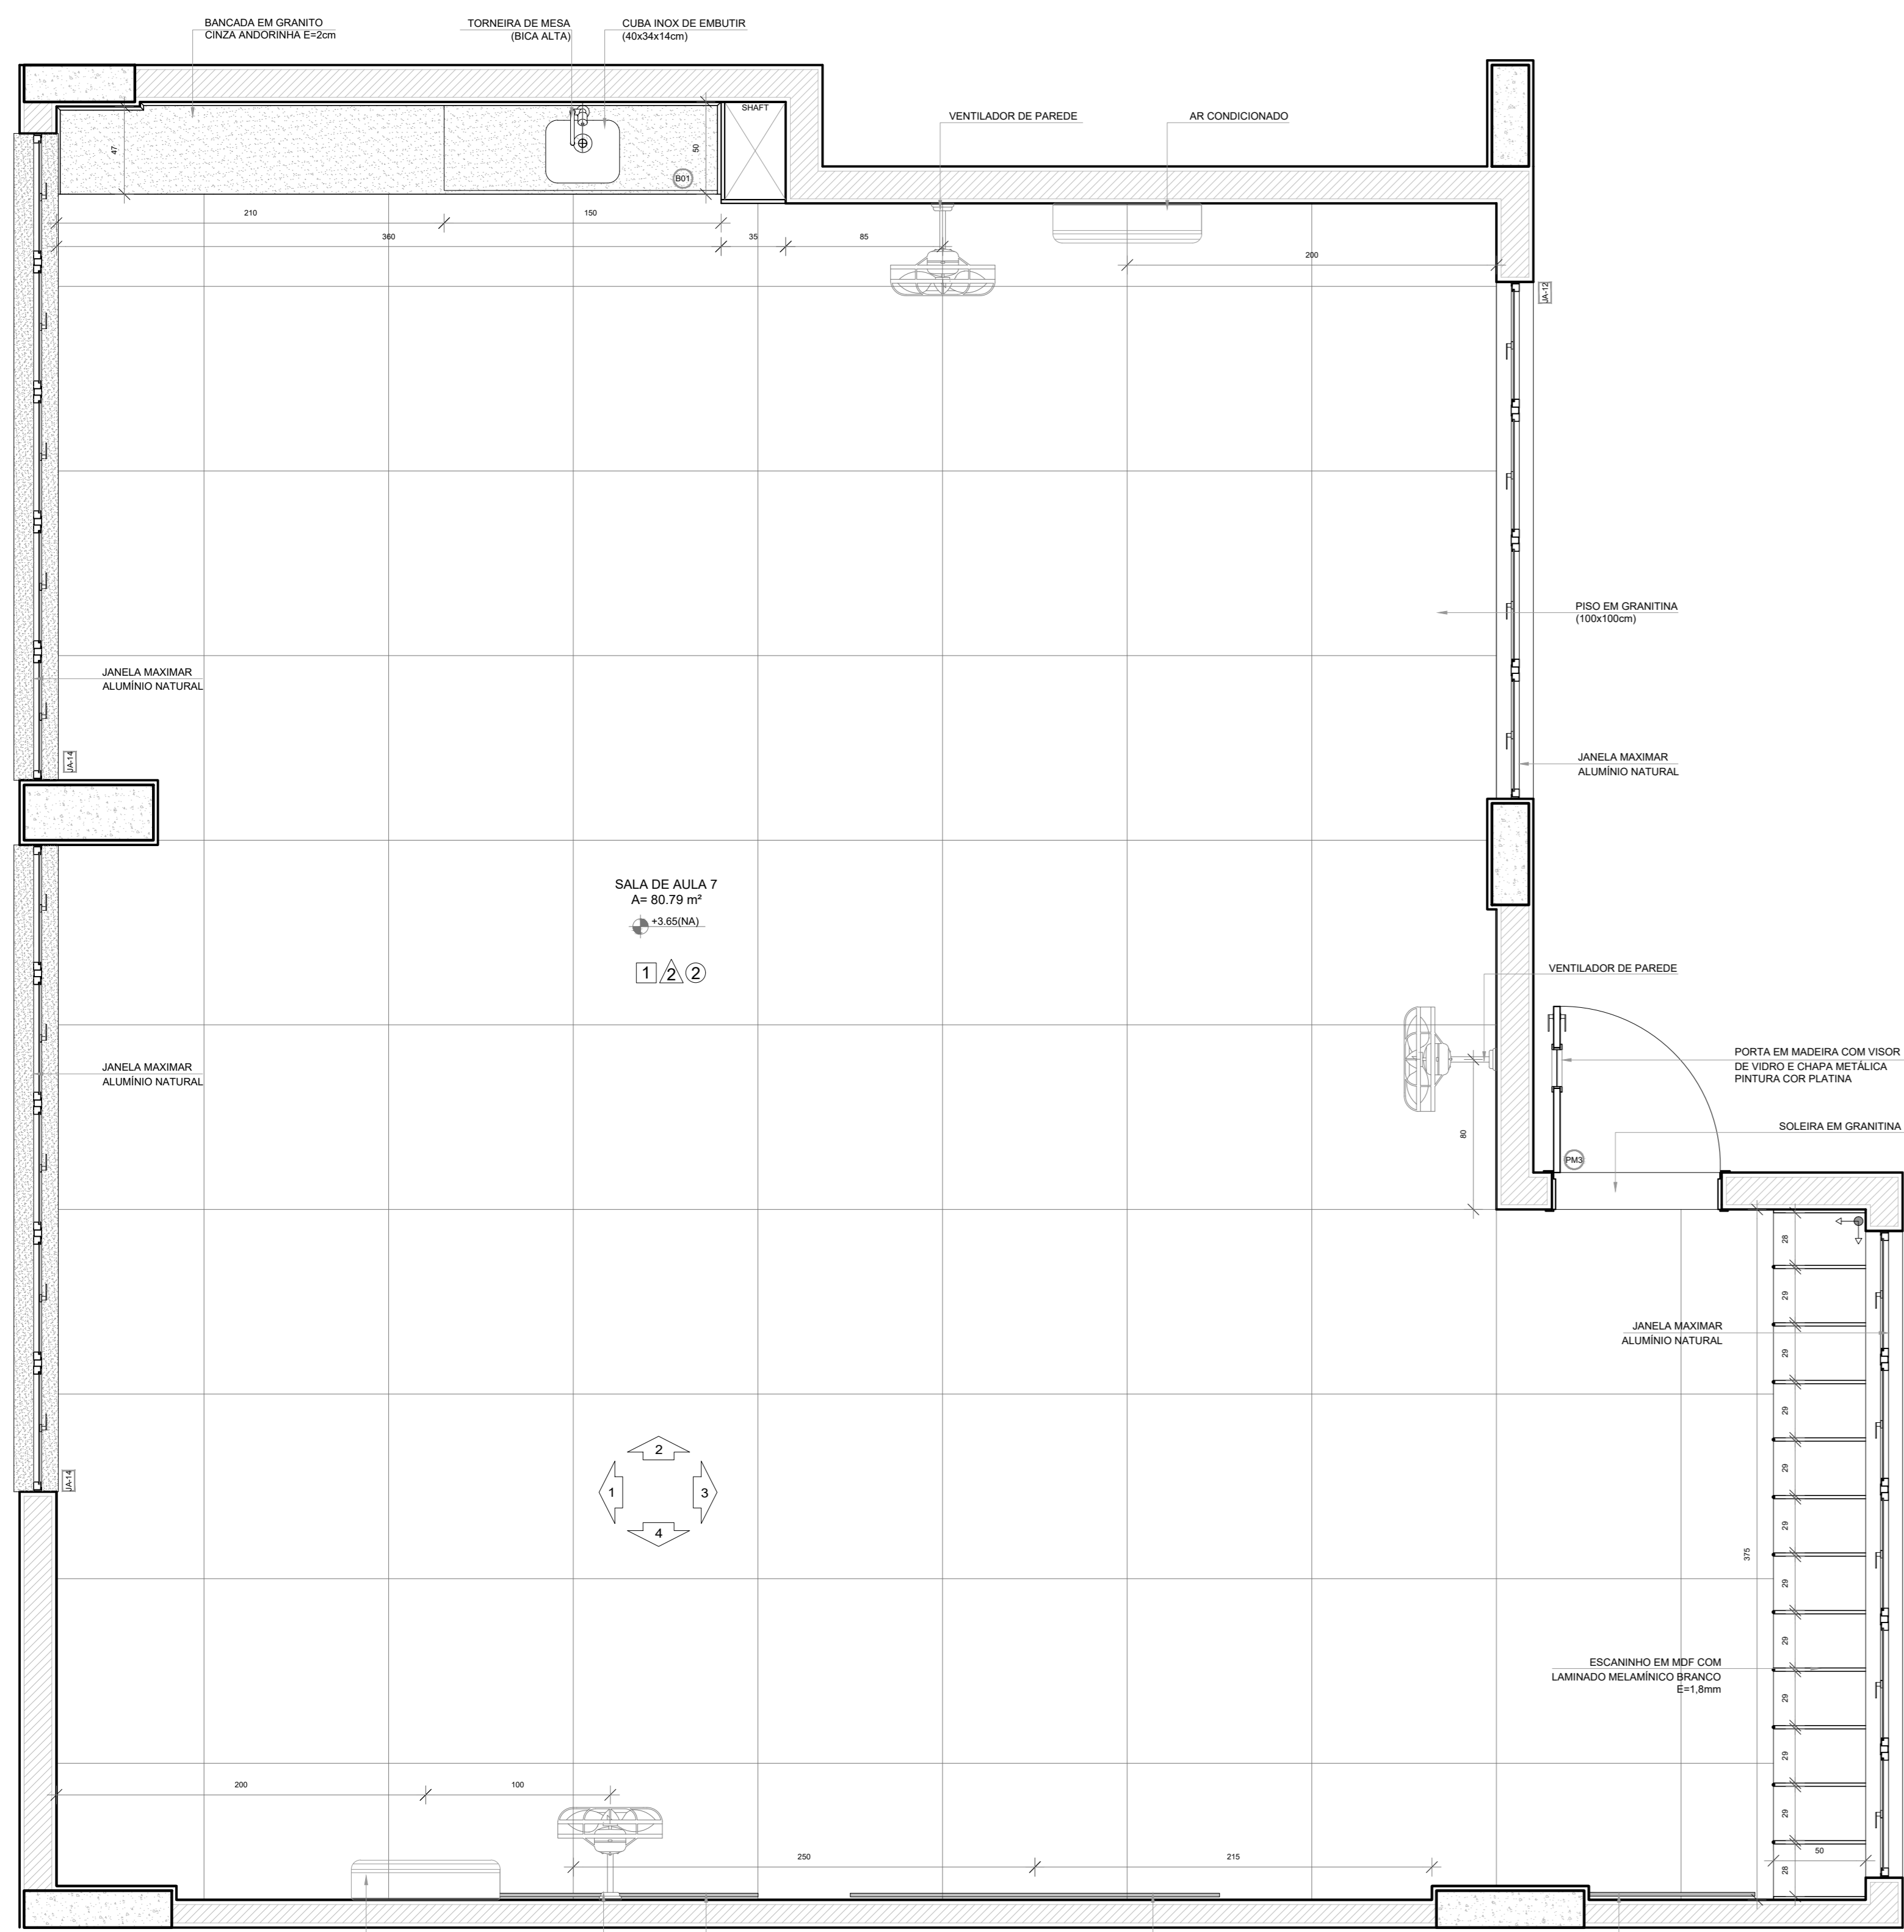 BANCADA EM GRANITO
CINZA ANDORINHA E=2cm
TORNEIRA DE MESA
(BICA ALTA)
CUBA INOX DE EMBUTIR
(40x34x14cm)
SHAFT
VENTILADOR DE PAREDE
AR CONDICIONADO
47
50
B01
210
150
360
35
85
200
JA-12
PISO EM GRANITINA
(100x100cm)
JANELA MAXIMAR
ALUMÍNIO NATURAL
JA-14
JANELA MAXIMAR
ALUMÍNIO NATURAL
SALA DE AULA 7
A= 80.79 m²
+3.65(NA)
1 2 2
VENTILADOR DE PAREDE
JANELA MAXIMAR
ALUMÍNIO NATURAL
PORTA EM MADEIRA COM VISOR
DE VIDRO E CHAPA METÁLICA
PINTURA COR PLATINA
80
SOLEIRA EM GRANITINA
PM3
28
29
JANELA MAXIMAR
ALUMÍNIO NATURAL
29
29
2
29
JA-14
1
3
4
29
375
29
29
ESCANINHO EM MDF COM
LAMINADO MELAMÍNICO BRANCO
E=1,8mm
29
29
200
100
29
250
215
50
28